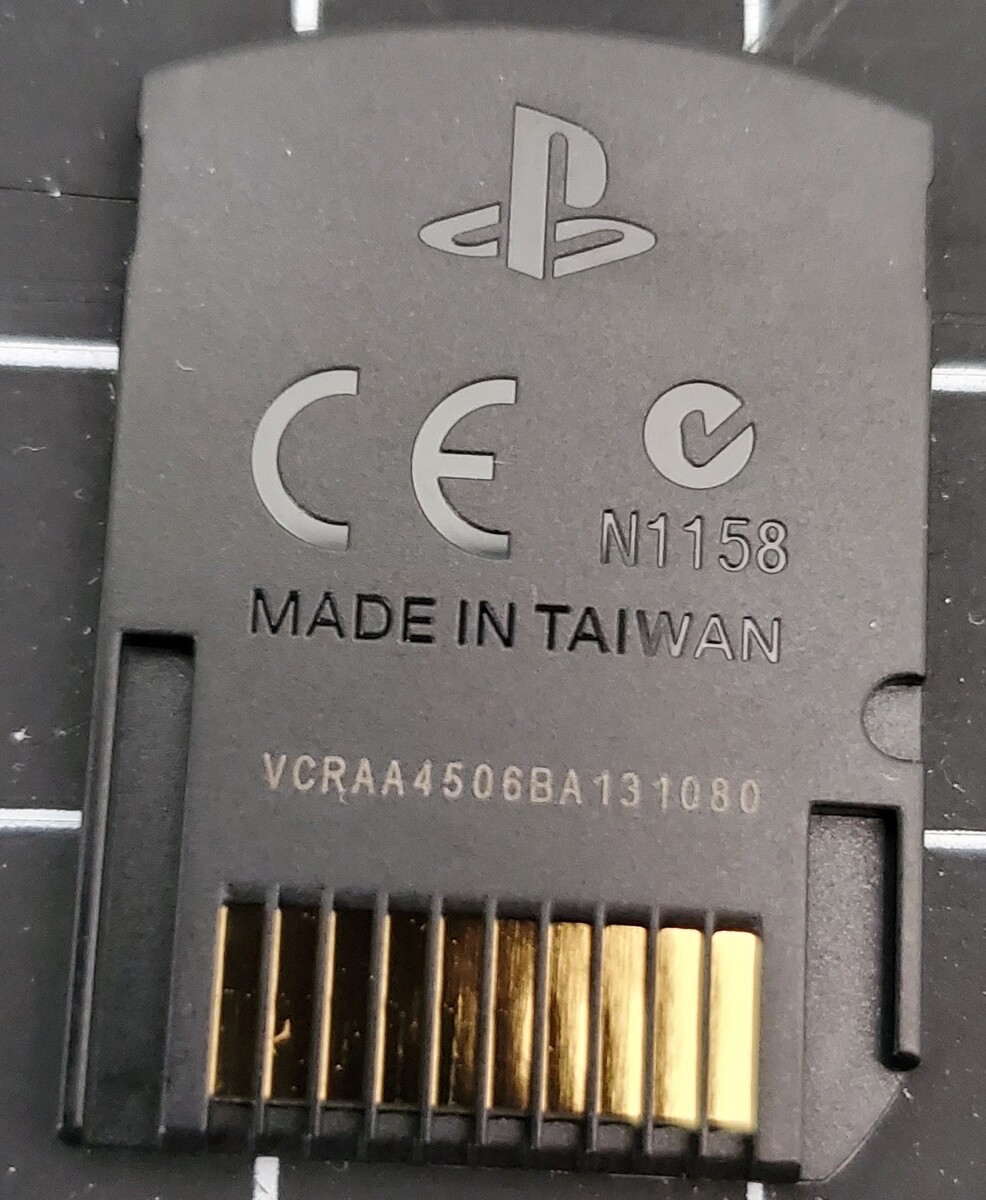 CE
N1158
MADE IN TAIWAN
VCRAA4506BA131080